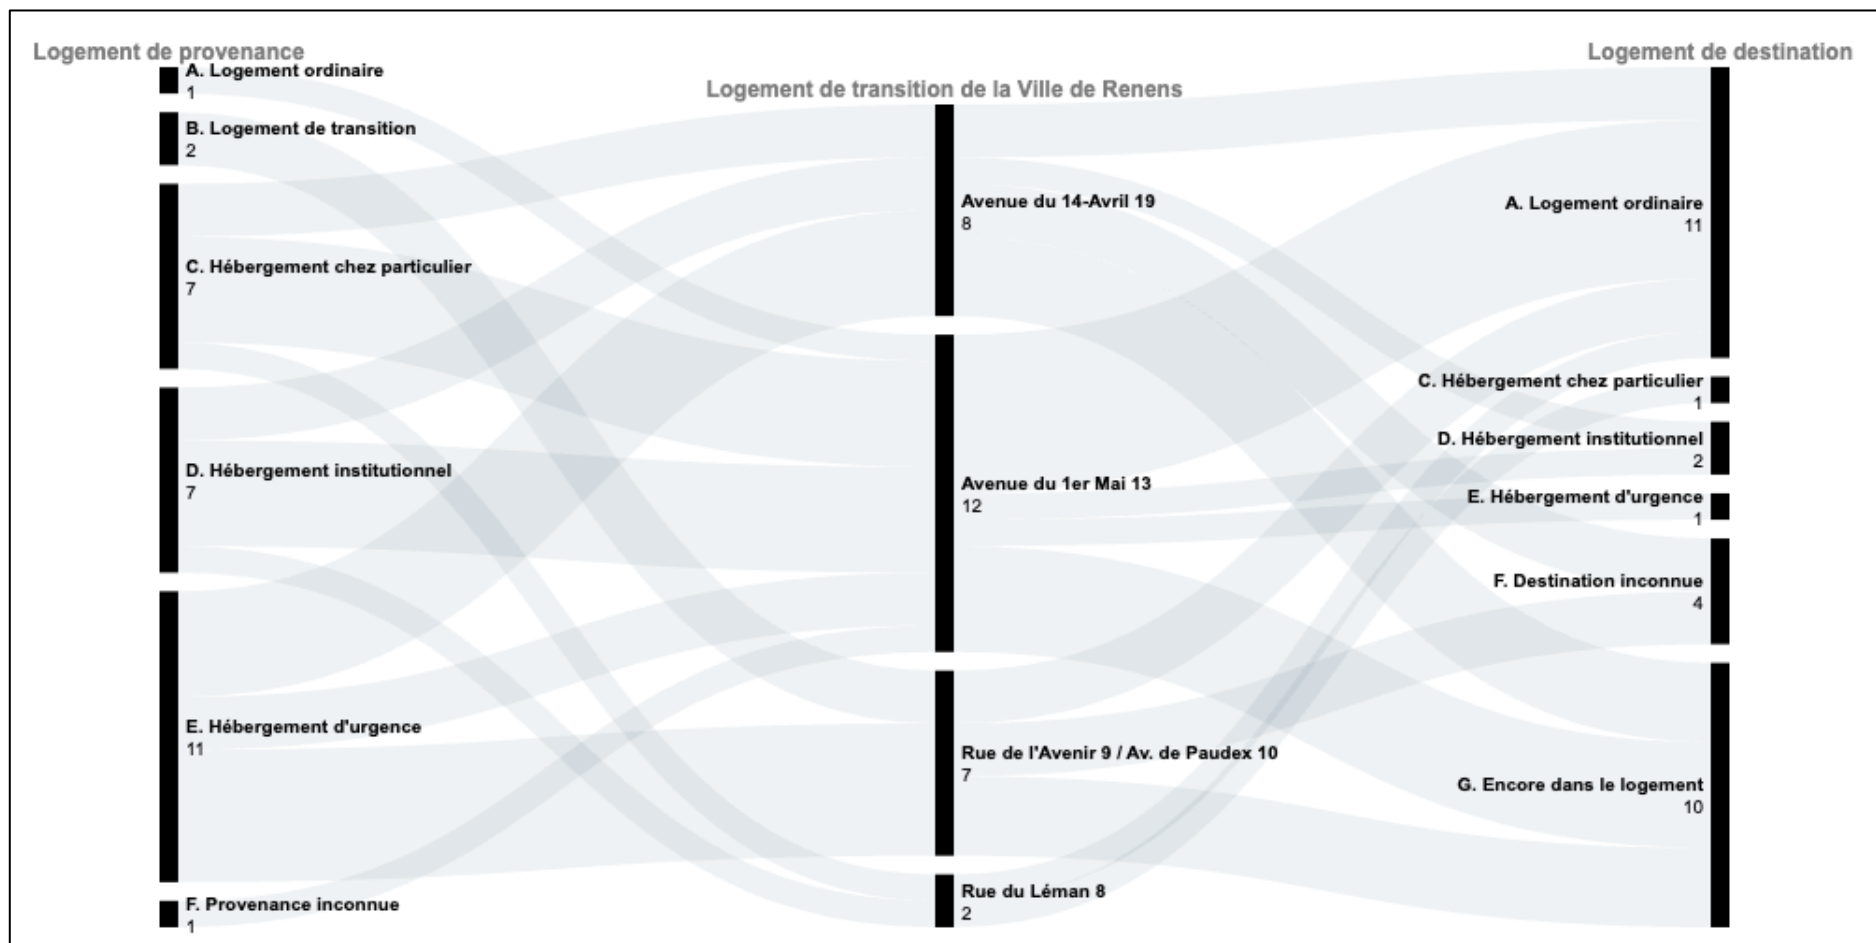 Logement de provenance
A. Logement ordinaire
1
B. Logement de transition
2
C. Hébergement chez particulier
7
D. Hébergement institutionnel
7
E. Hébergement d'urgence
11
F. Provenance inconnue
1
Logement de transition de la Ville de Renens
Avenue du 14-Avril 19
8
Avenue du 1er Mai 13
12
Rue de l'Avenir 9 / Av. de Paudex 10
7
Rue du Léman 8
2
Logement de destination
A. Logement ordinaire
11
C. Hébergement chez particulier
1
D. Hébergement institutionnel
2
E. Hébergement d'urgence
1
F. Destination inconnue
4
G. Encore dans le logement
10